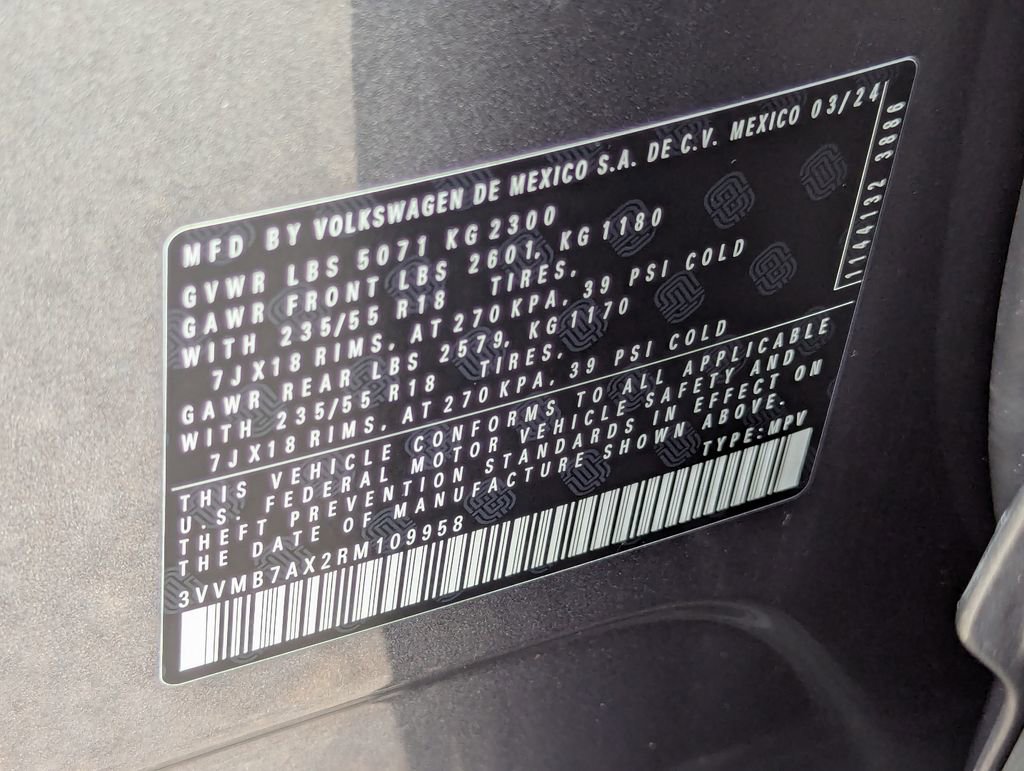 MFD BY VOLKSWAGEN DE MEXICO S.A. DE C.V. MEXICO 03/24
GVWR LBS 5071 KG 2300
GAWR FRONT LBS 2601, KG 1180
WITH 235/55 R18 TIRES,
7JX18 RIMS, AT 270 KPA, 39 PSI COLD
GAWR REAR LBS 2579, KG 1170
WITH 235/55 R18 TIRES,
7JX18 RIMS, AT 270 KPA, 39 PSI COLD
THIS VEHICLE CONFORMS TO ALL APPLICABLE
U.S. FEDERAL MOTOR VEHICLE SAFETY AND
THEFT PREVENTION STANDARDS IN EFFECT ON
THE DATE OF MANUFACTURE SHOWN ABOVE.
3VVMB7AX2RM109958 TYPE: MPV
1144132 3886